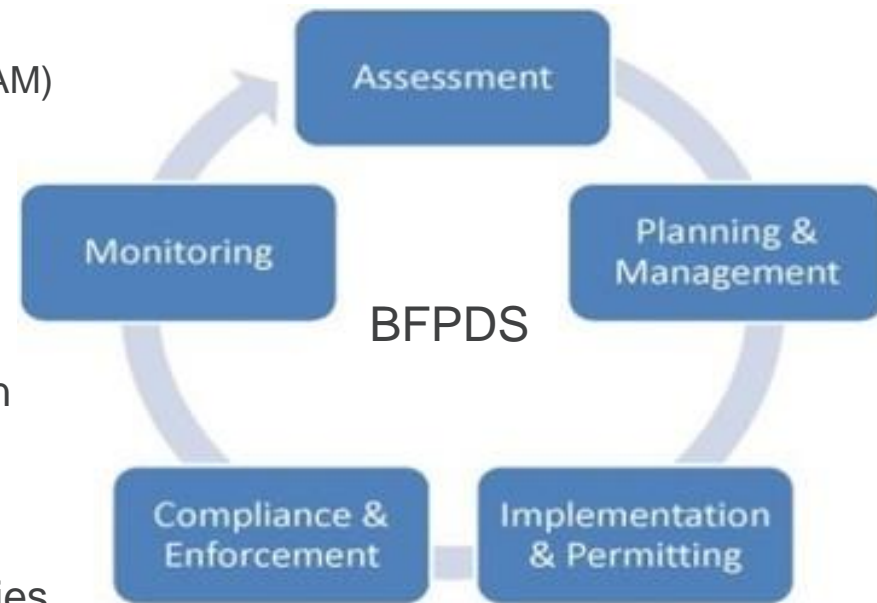 AM)
Assessment
Monitoring
Planning &
Management
BFPDS
n
Compliance &
Enforcement
Implementation
& Permitting
ies